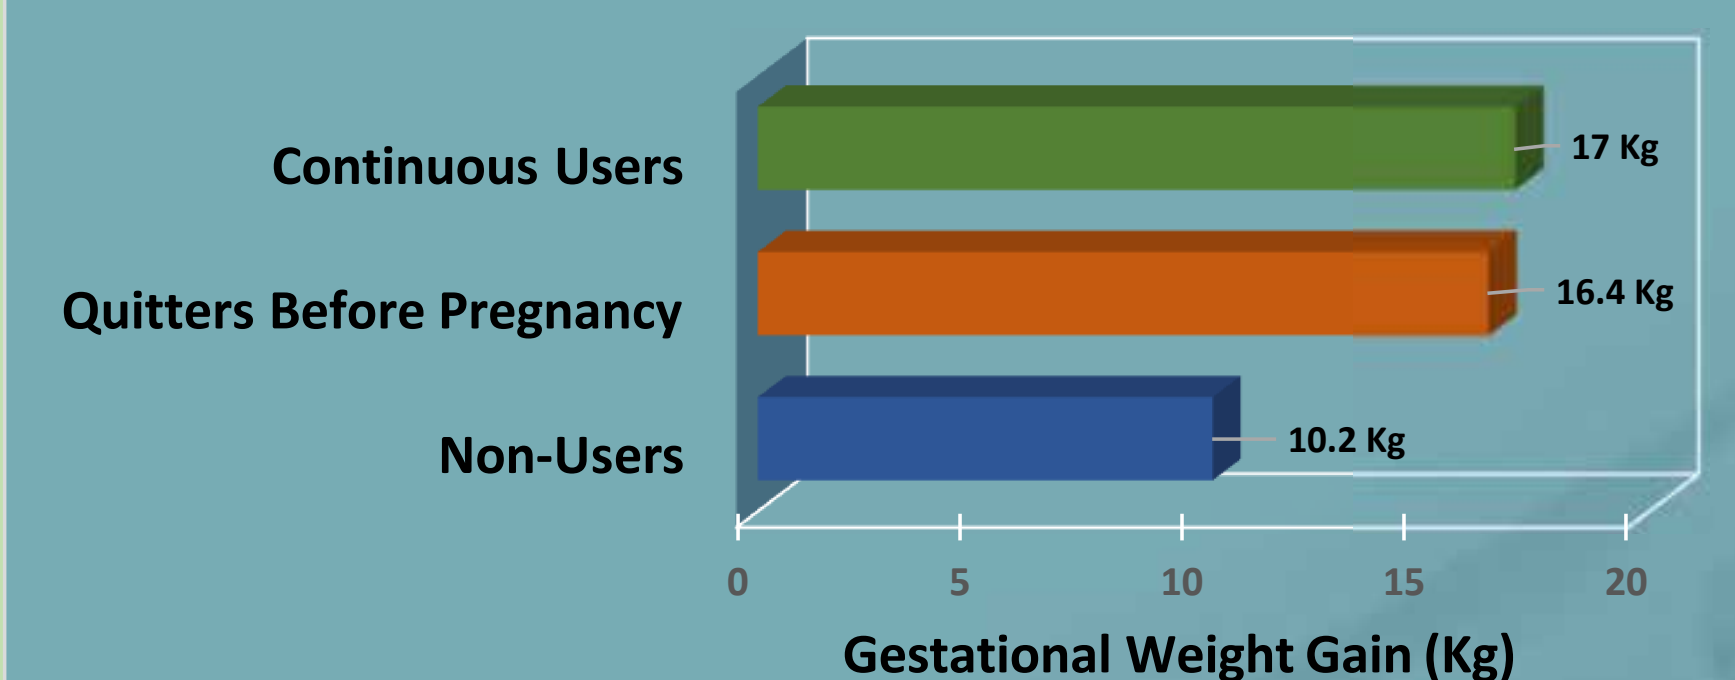 Continuous Users
17 Kg
Quitters Before Pregnancy
16.4 Kg
Non-Users
10.2 Kg
0 5 10 15 20
Gestational Weight Gain (Kg)